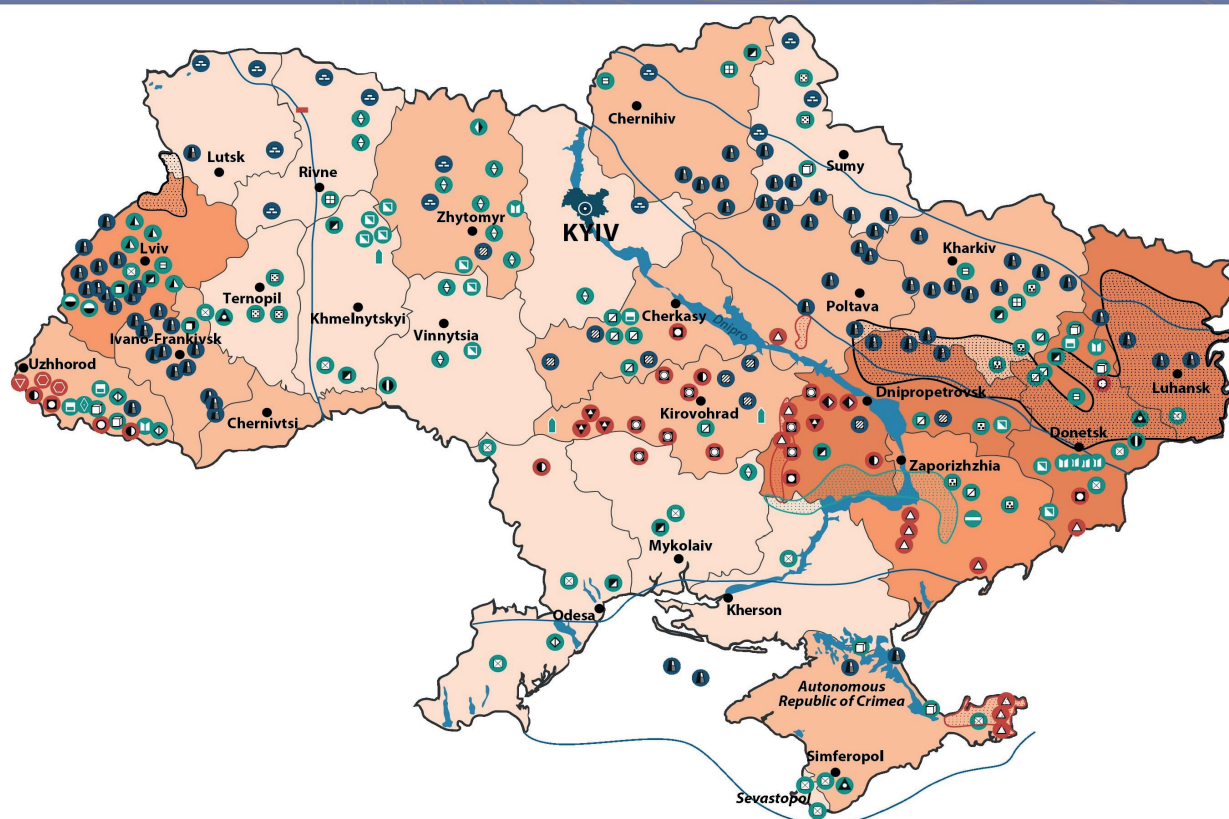 Chernihiv
Lutsk
Rivne
Sumy
Zhytomyr
KYIV
Lviv
Kharkiv
Ternopil
Poltava
Khmelnytskyi
Cherkasy
Dnipro
Vinnytsia
Ivano-Frankivsk
Uzhhorod
Luhansk
Dnipropetrovsk
Kirovohrad
Chernivtsi
Donetsk
Zaporizhzhia
Mykolaiv
Odesa
Kherson
Autonomous
Republic of Crimea
Simferopol
Sevastopol